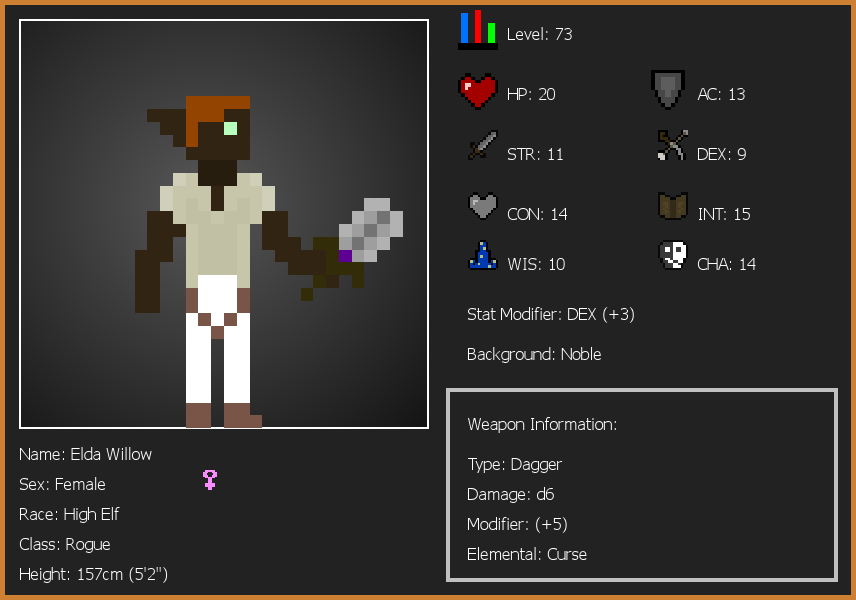 Level: 73
HP: 20
AC: 13
STR: 11
DEX: 9
CON: 14
INT: 15
WIS: 10
CHA: 14
Stat Modifier: DEX (+3)
Background: Noble
Weapon Information:
Type: Dagger
Damage: d6
Modifier: (+5)
Elemental: Curse
Name: Elda Willow
Sex: Female
Race: High Elf
Class: Rogue
Height: 157cm (5'2")